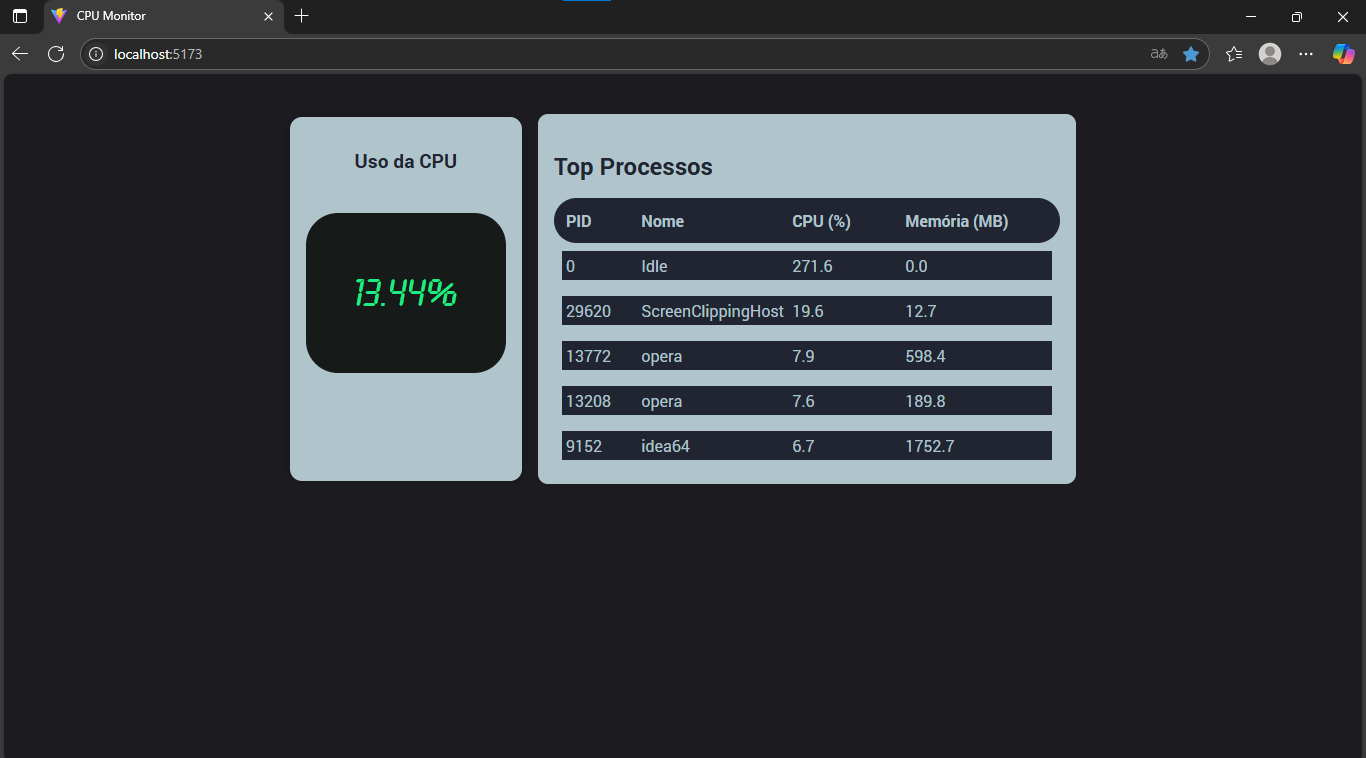 CPU Monitor
localhost:5173
aあ
Uso da CPU
13.44%
Top Processos
PID Nome CPU (%) Memória (MB)
0 Idle 271.6 0.0
29620 ScreenClippingHost 19.6 12.7
13772 opera 7.9 598.4
13208 opera 7.6 189.8
9152 idea64 6.7 1752.7